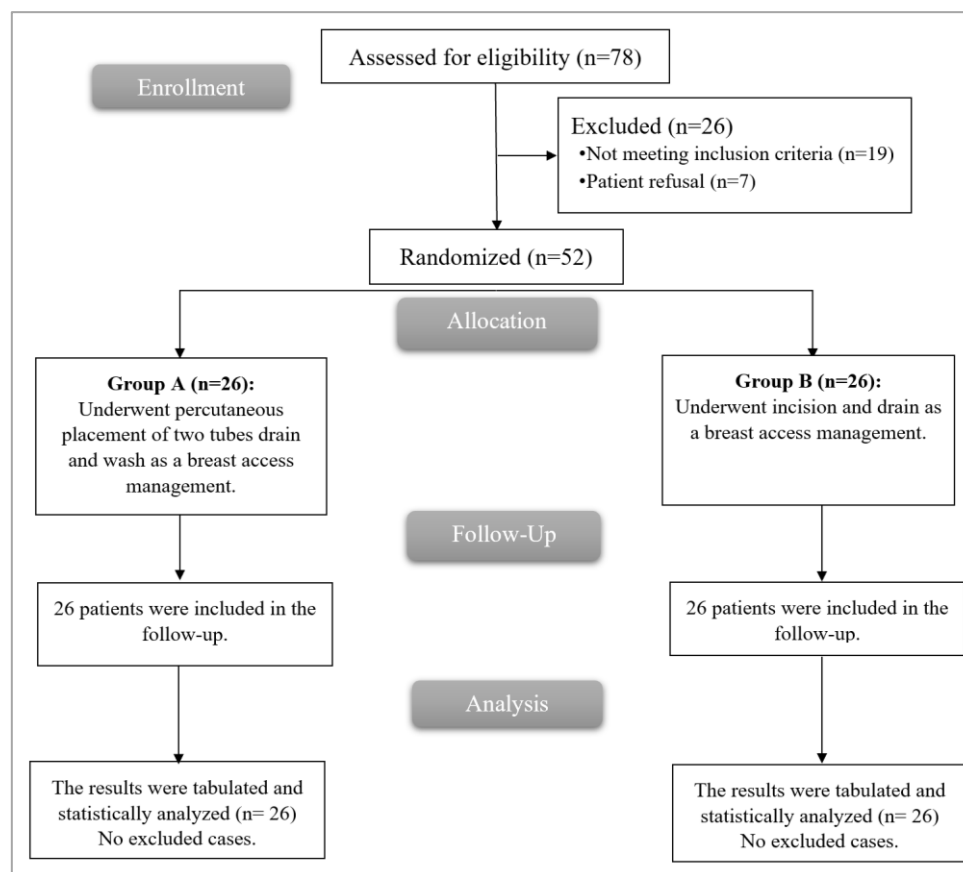 Assessed for eligibility (n=78)
Enrollment
Excluded (n=26)
•Not meeting inclusion criteria (n=19)
•Patient refusal (n=7)
Randomized (n=52)
Allocation
Group A (n=26):
Underwent percutaneous
placement of two tubes drain
and wash as a breast access
management.
Group B (n=26):
Underwent incision and drain as
a breast access management.
Follow-Up
26 patients were included in the
follow-up.
26 patients were included in the
follow-up.
Analysis
The results were tabulated and
statistically analyzed (n= 26)
No excluded cases.
The results were tabulated and
statistically analyzed (n= 26)
No excluded cases.